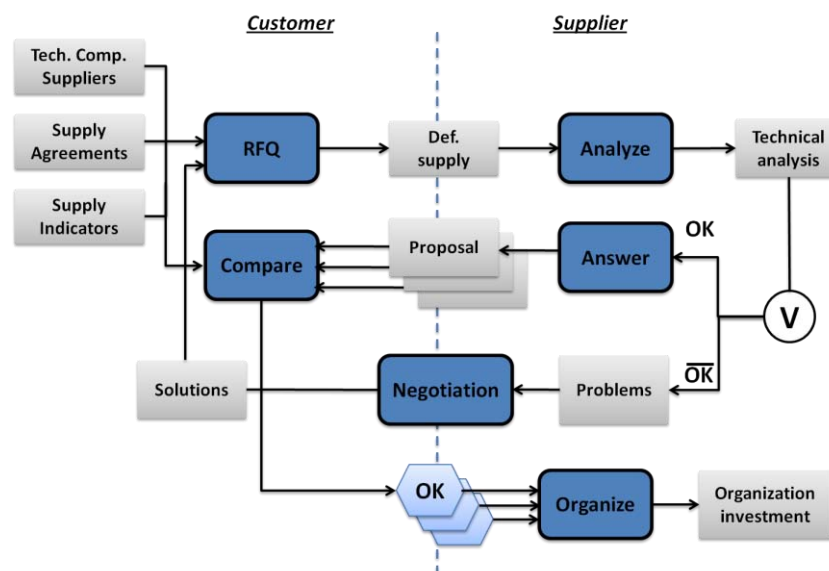 Customer
Supplier
Tech. Comp.
Suppliers
Supply
Agreements
Supply
Indicators
RFQ
Def.
supply
Analyze
Technical
analysis
Compare
Proposal
Answer
OK
V
Solutions
Negotiation
Problems
O̅K̅
OK
Organize
Organization
investment